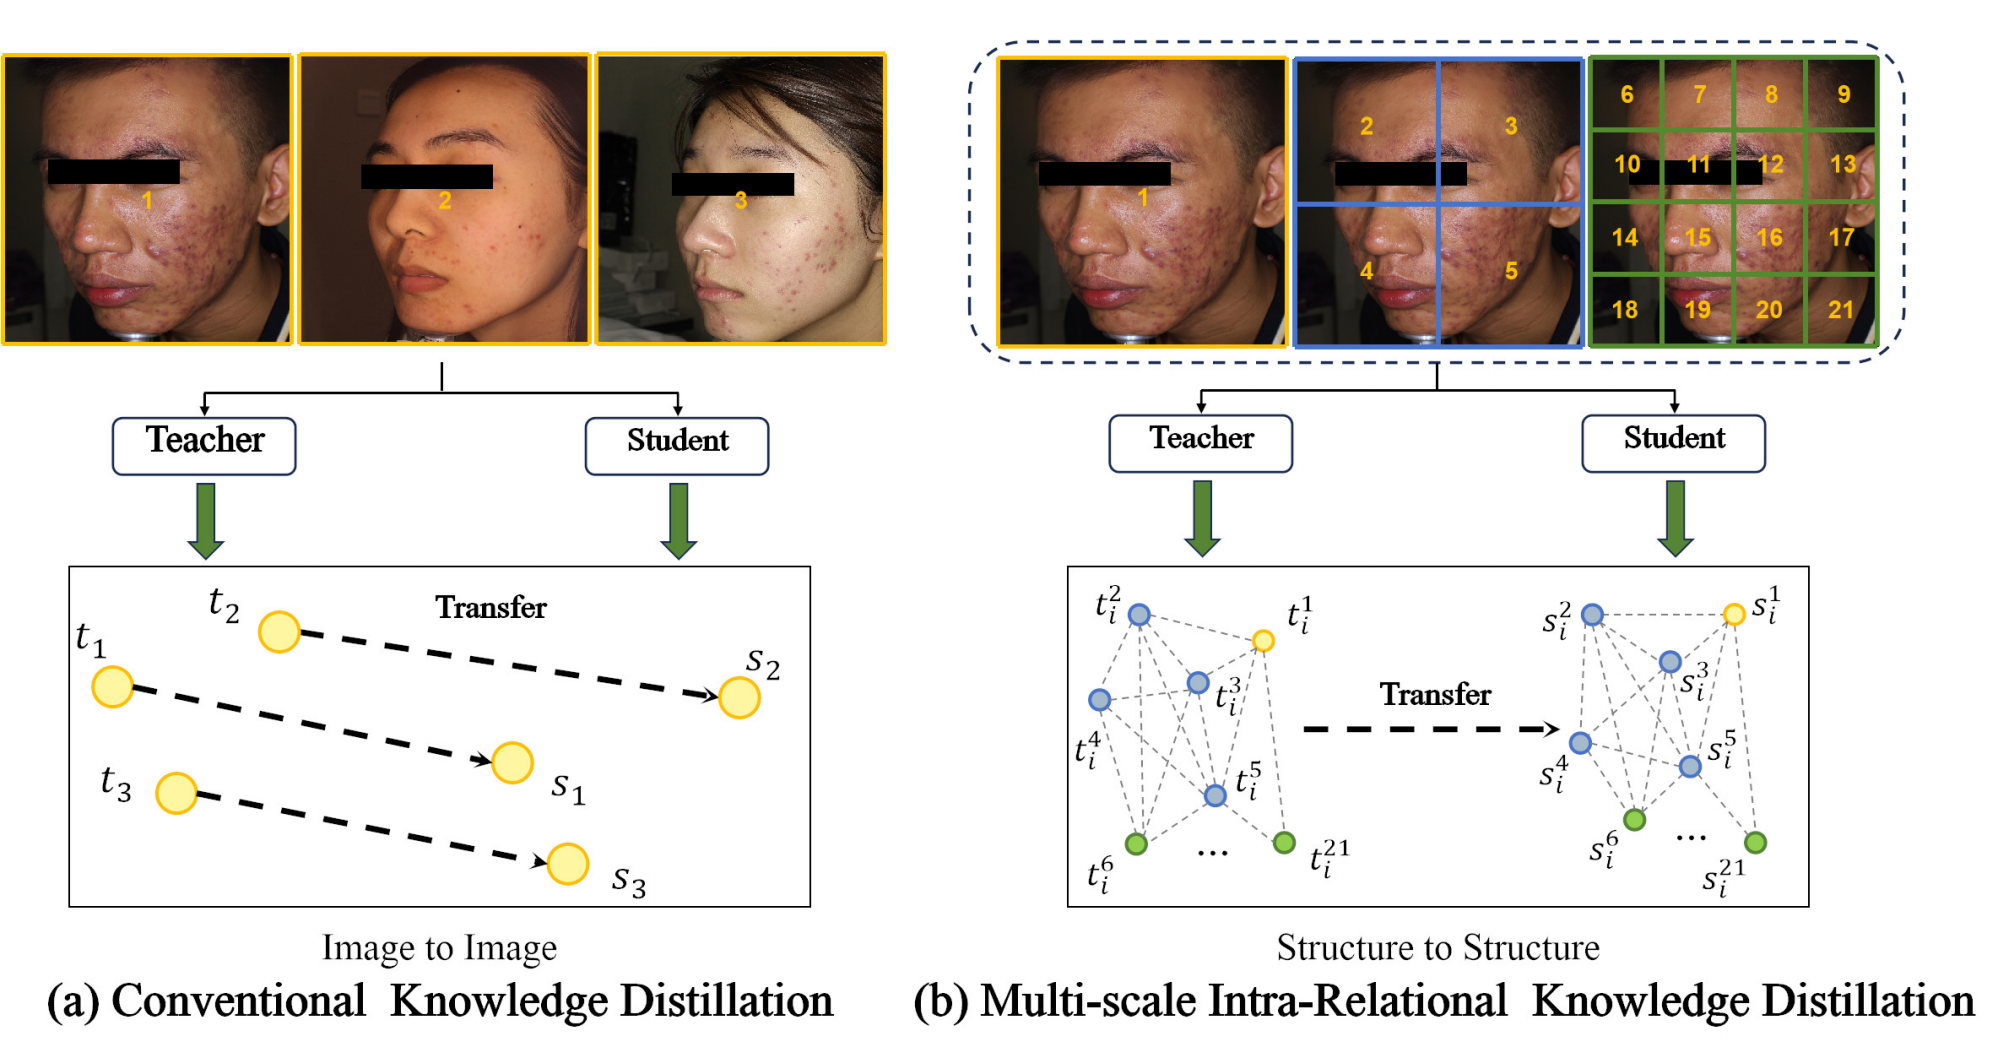 1
2
3
Teacher
Student
Transfer
t_2
t_1
t_3
s_2
s_1
s_3
Image to Image
(a) Conventional Knowledge Distillation
1
2 3
4 5
6 7 8 9
10 11 12 13
14 15 16 17
18 19 20 21
Teacher
Student
t_i^2
t_i^1
t_i^3
t_i^4
t_i^5
t_i^6
...
t_i^21
Transfer
s_i^2
s_i^1
s_i^3
s_i^4
s_i^5
s_i^6
...
s_i^21
Structure to Structure
(b) Multi-scale Intra-Relational Knowledge Distillation